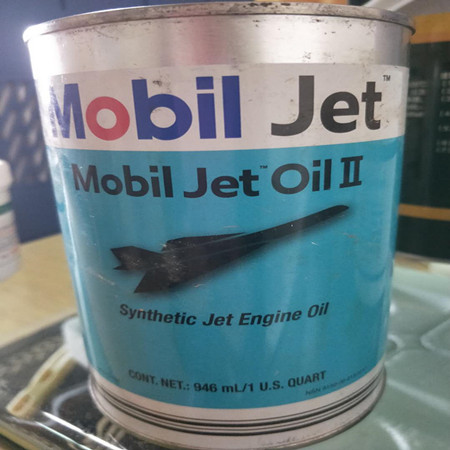 Mobil Jet™
Mobil Jet™ Oil II
Synthetic Jet Engine Oil
CONT. NET.: 946 mL/1 U.S. QUART